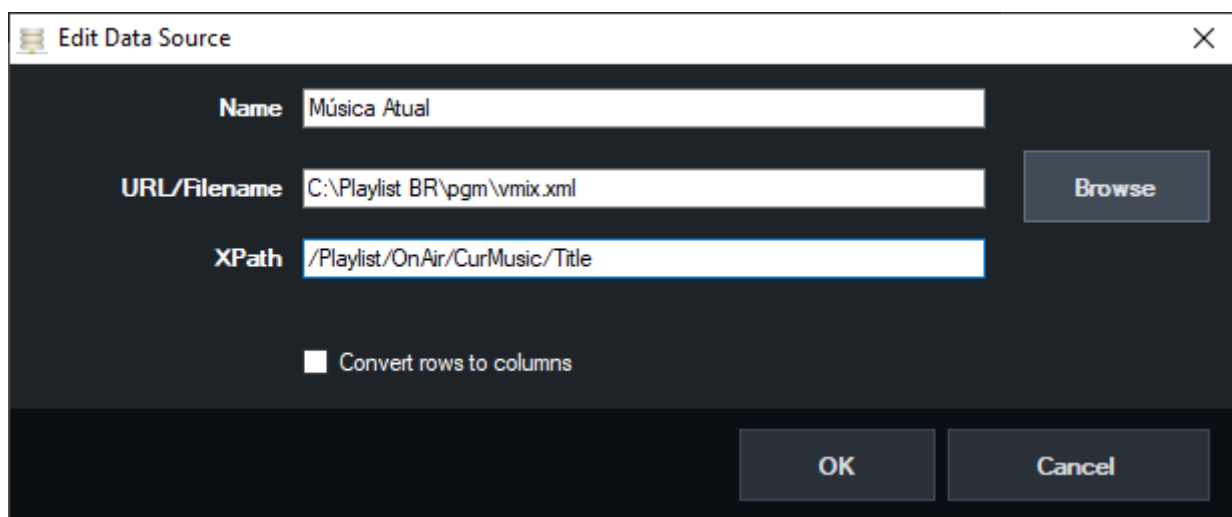 Edit Data Source
Name Música Atual
URL/Filename C:\Playlist BR\pgm\vmix.xml Browse
XPath /Playlist/OnAir/CurMusic/Title
Convert rows to columns
OK Cancel